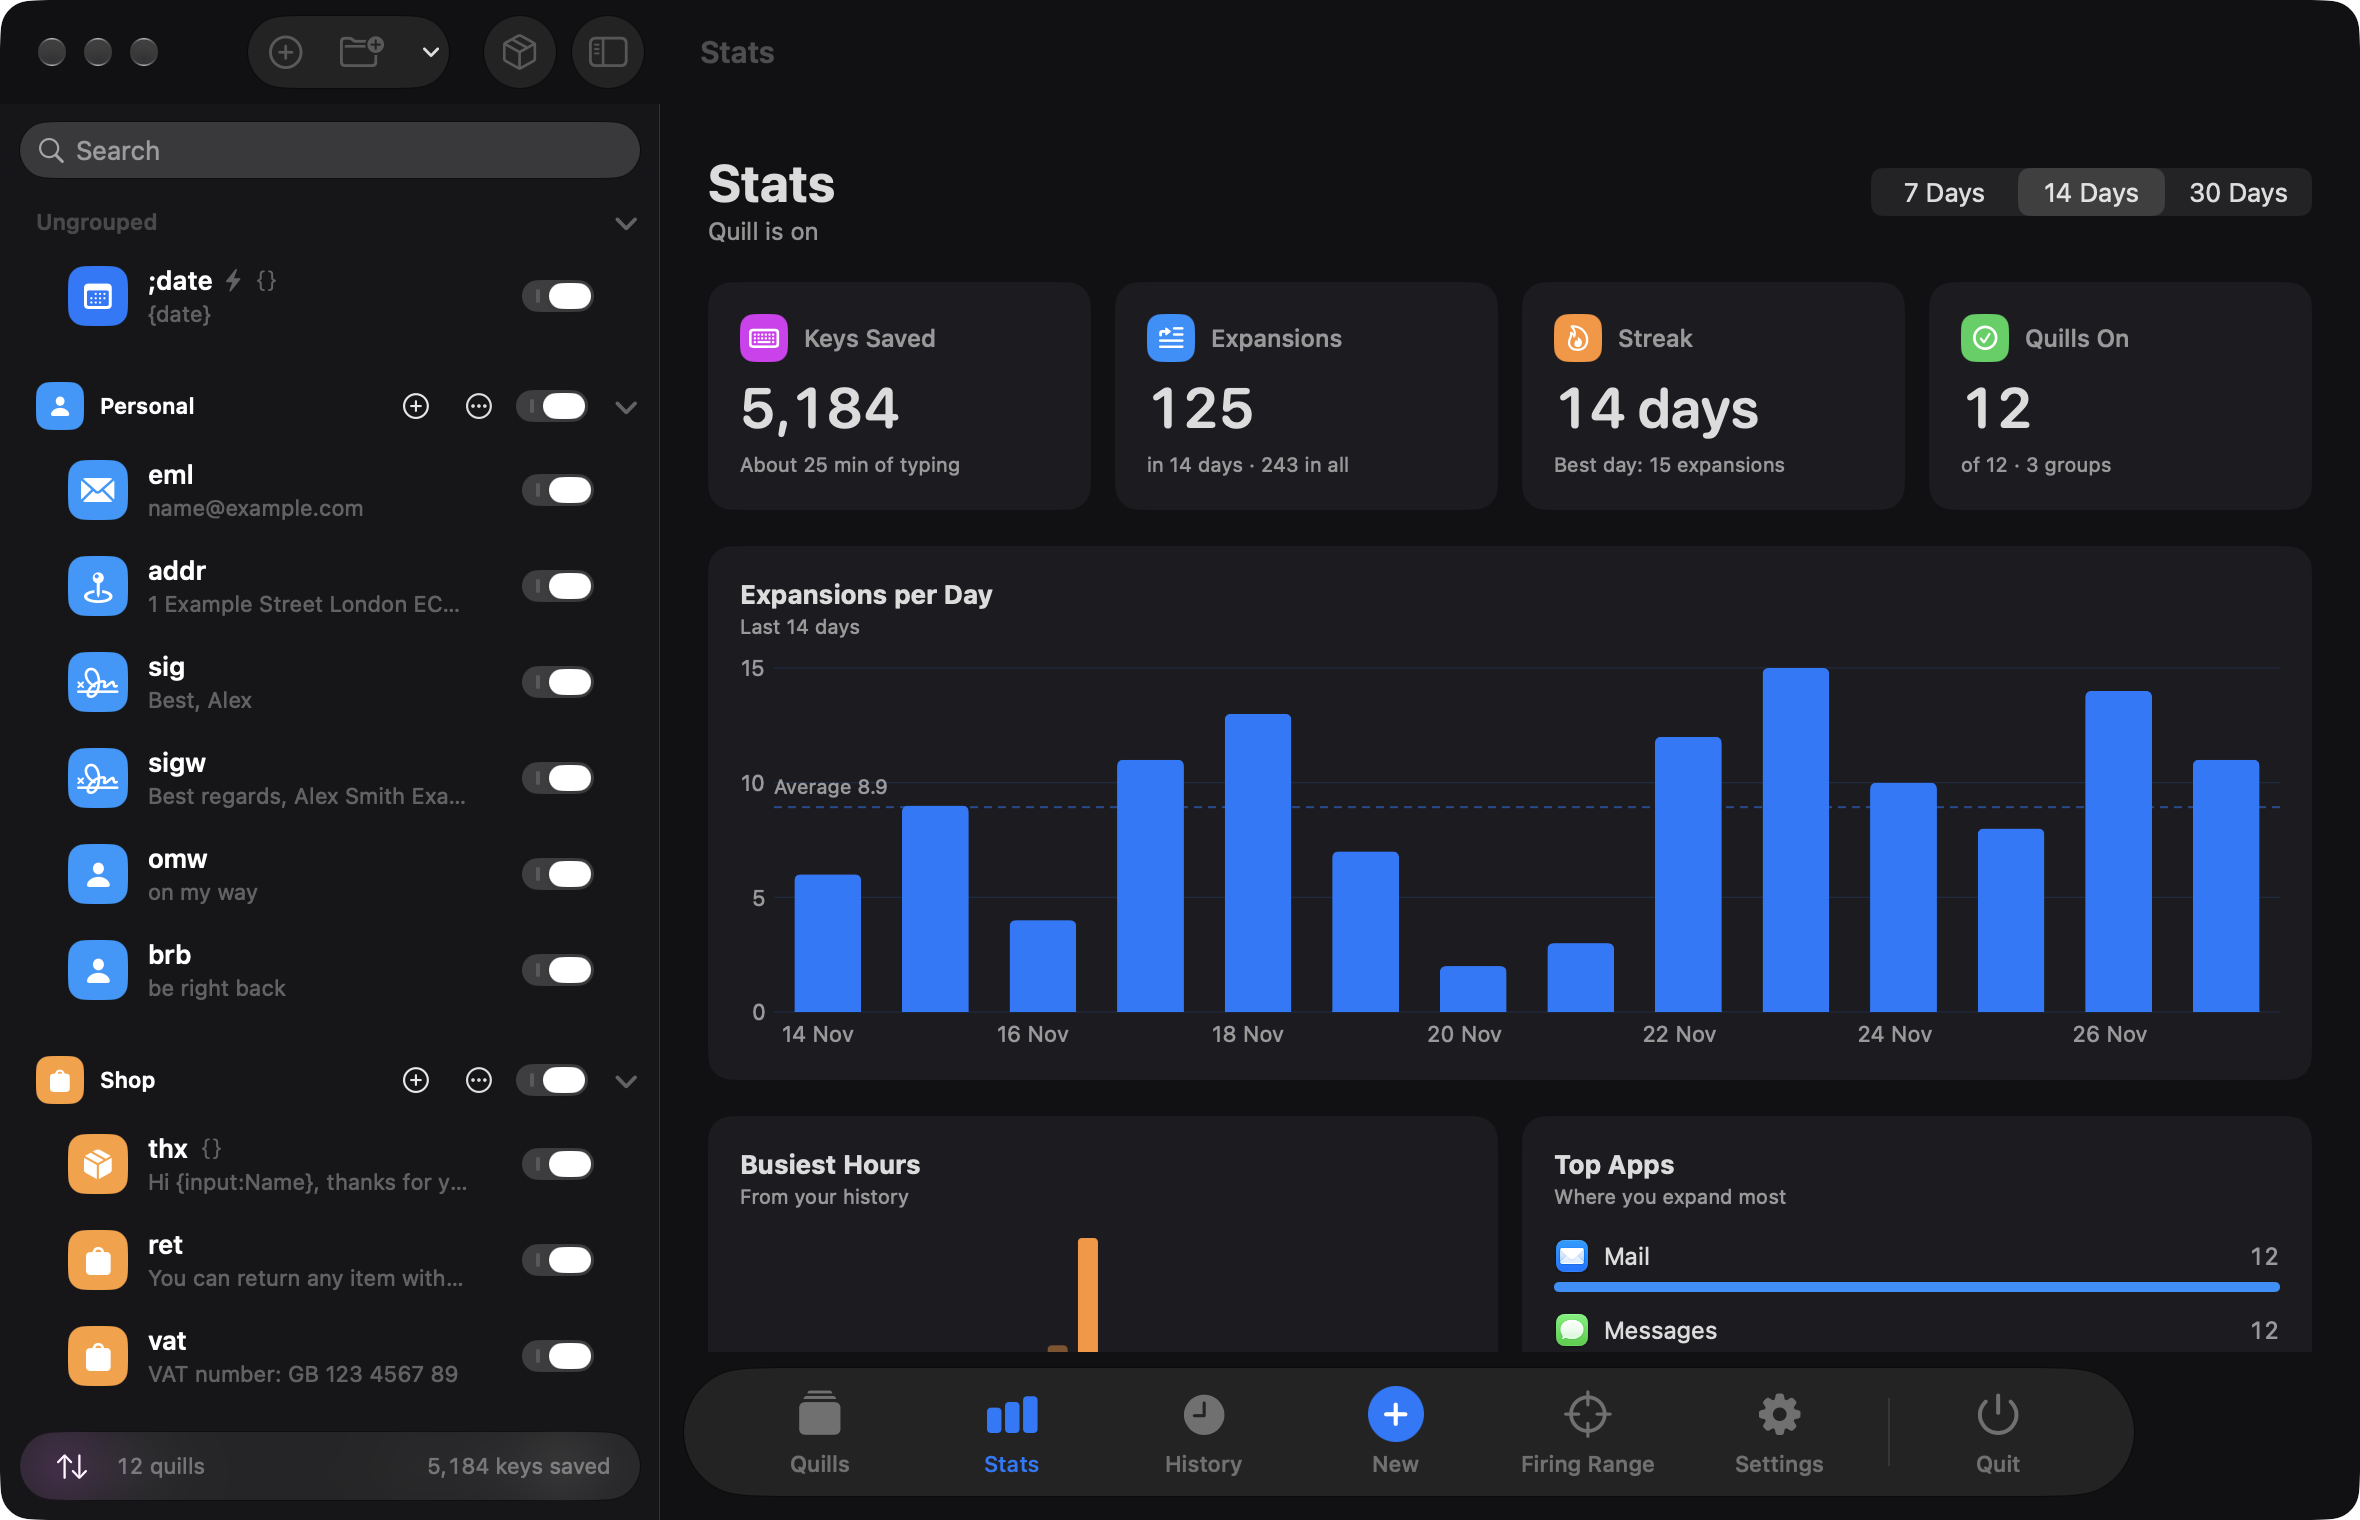 Stats
Search
Ungrouped
;date {}
{date}
Personal
eml
name@example.com
addr
1 Example Street London EC...
sig
Best, Alex
sigw
Best regards, Alex Smith Exa...
omw
on my way
brb
be right back
Shop
thx {}
Hi {input:Name}, thanks for y...
ret
You can return any item with...
vat
VAT number: GB 123 4567 89
12 quills
5,184 keys saved
Stats
Quill is on
7 Days
14 Days
30 Days
Keys Saved
5,184
About 25 min of typing
Expansions
125
in 14 days · 243 in all
Streak
14 days
Best day: 15 expansions
Quills On
12
of 12 · 3 groups
Expansions per Day
Last 14 days
15
10
Average 8.9
5
0
14 Nov
16 Nov
18 Nov
20 Nov
22 Nov
24 Nov
26 Nov
Busiest Hours
From your history
Top Apps
Where you expand most
Mail 12
Messages 12
Quills
Stats
History
New
Firing Range
Settings
Quit